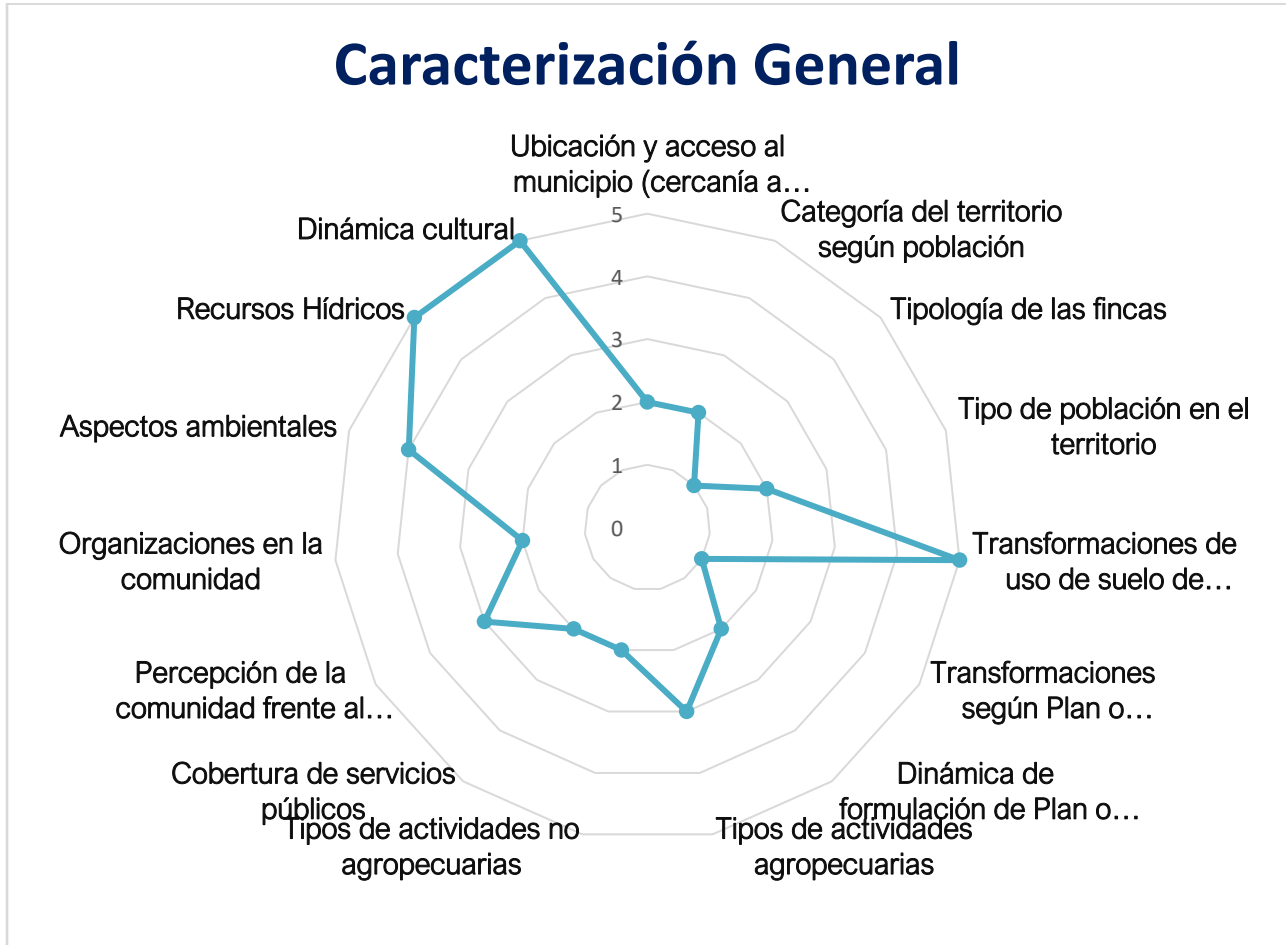 Caracterización General
Ubicación y acceso al
municipio (cercanía a…
Categoría del territorio
según población
Tipología de las fincas
Tipo de población en el
territorio
Transformaciones de
uso de suelo de…
Transformaciones
según Plan o…
Dinámica de
formulación de Plan o…
Tipos de actividades
agropecuarias
Tipos de actividades no
agropecuarias
Cobertura de servicios
públicos
Percepción de la
comunidad frente al…
Organizaciones en la
comunidad
Aspectos ambientales
Recursos Hídricos
Dinámica cultural
5
4
3
2
1
0